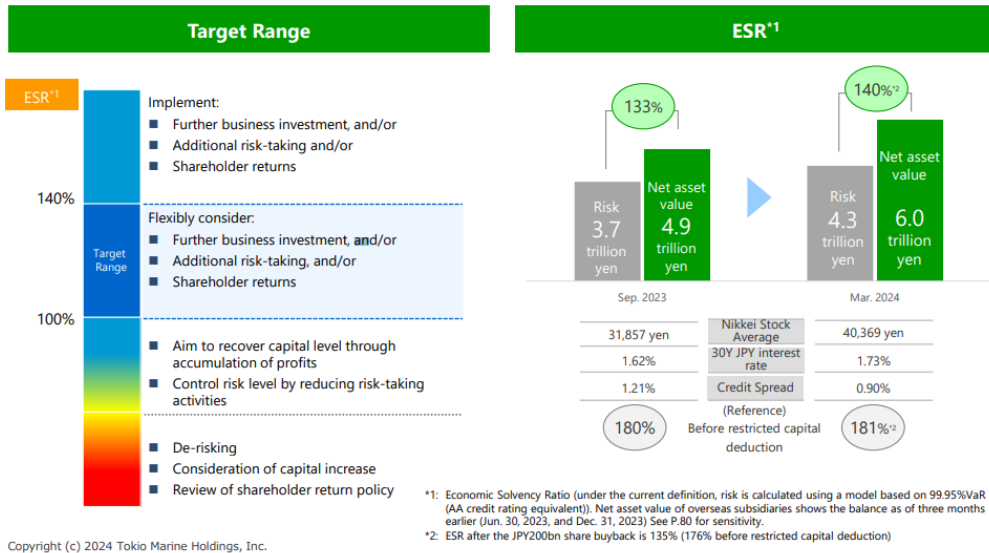 Target Range
ESR*1
140%
100%
Target
Range
Implement:
Further business investment, and/or
Additional risk-taking and/or
Shareholder returns
Flexibly consider:
Further business investment, and/or
Additional risk-taking, and/or
Shareholder returns
Aim to recover capital level through
accumulation of profits
Control risk level by reducing risk-taking
activities
De-risking
Consideration of capital increase
Review of shareholder return policy
ESR*1
133%
Risk
3.7
trillion
yen
Net asset
value
4.9
trillion
yen
140%*2
Risk
4.3
trillion
yen
Net asset
value
6.0
trillion
yen
Sep. 2023
Mar. 2024
31,857 yen
Nikkei Stock
Average
40,369 yen
1.62%
30Y JPY interest
rate
1.73%
1.21%
Credit Spread
0.90%
180%
(Reference)
Before restricted capital
deduction
181%*2
*1: Economic Solvency Ratio (under the current definition, risk is calculated using a model based on 99.95%VaR
(AA credit rating equivalent)). Net asset value of overseas subsidiaries shows the balance as of three months
earlier (Jun. 30, 2023, and Dec. 31, 2023) See P.80 for sensitivity.
*2: ESR after the JPY200bn share buyback is 135% (176% before restricted capital deduction)
Copyright (c) 2024 Tokio Marine Holdings, Inc.